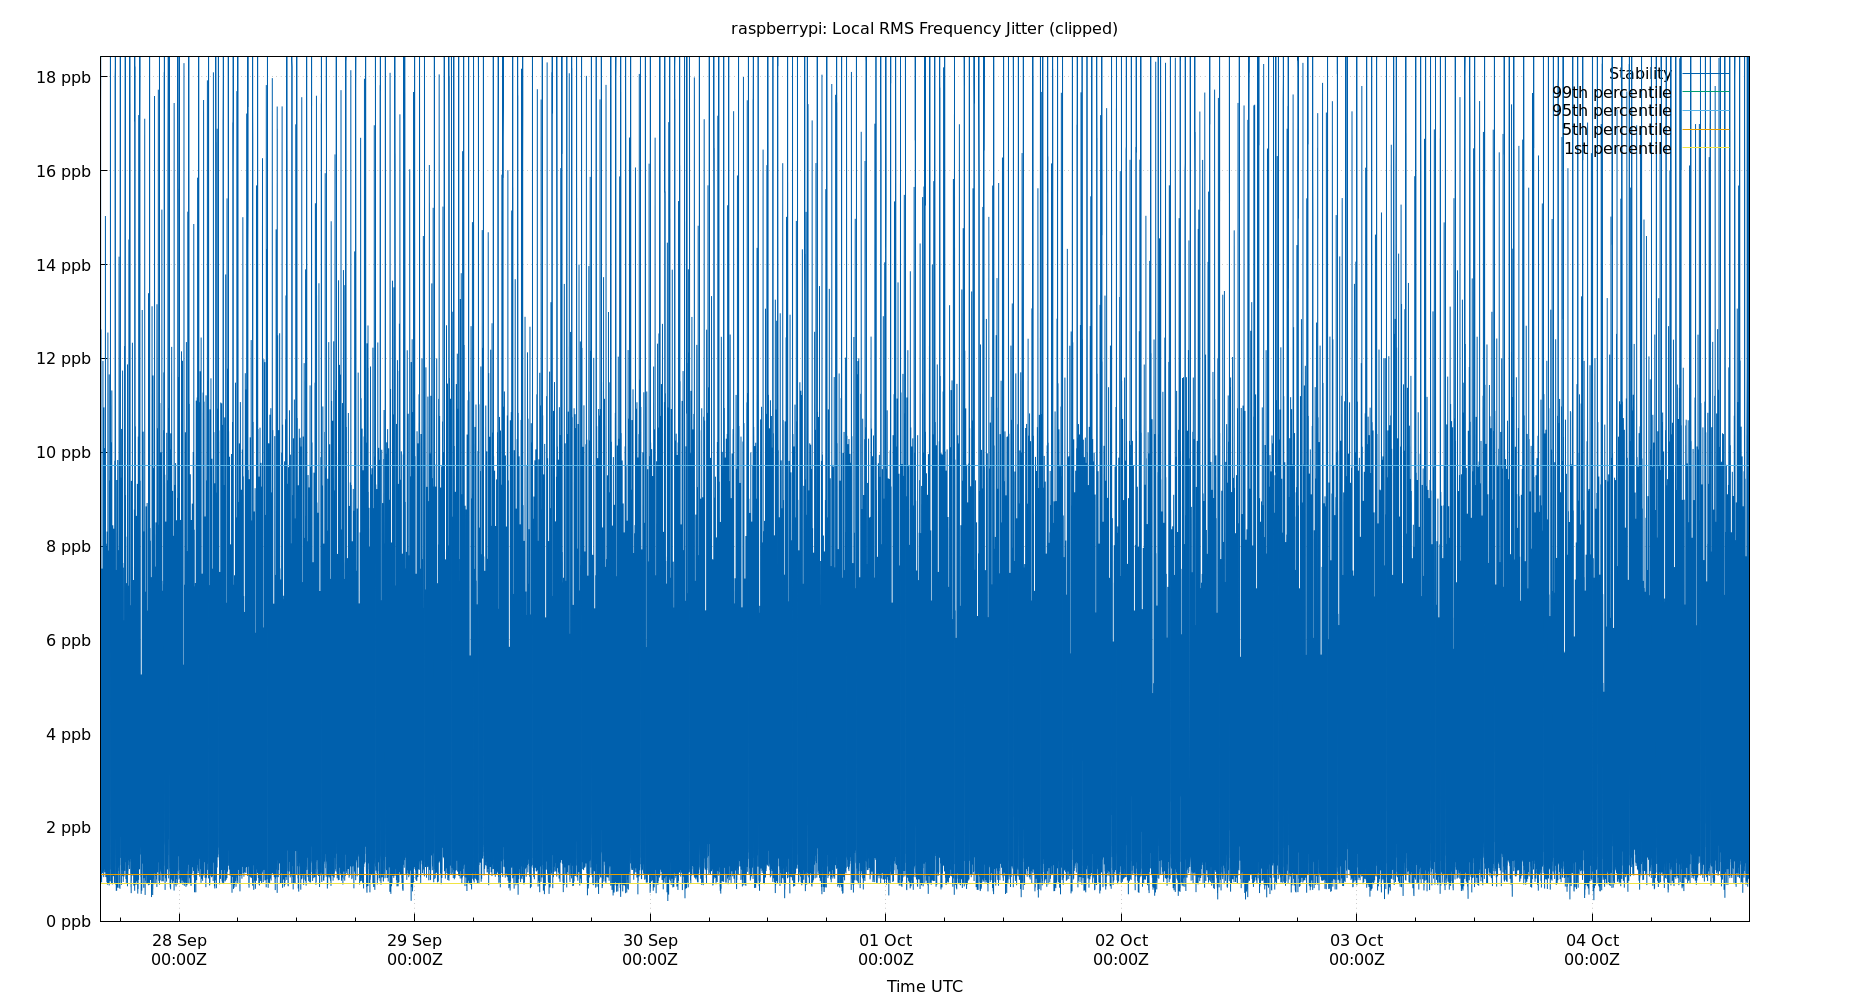 raspberrypi: Local RMS Frequency Jitter (clipped)
18 ppb
16 ppb
14 ppb
12 ppb
10 ppb
8 ppb
6 ppb
4 ppb
2 ppb
0 ppb
Stability
99th percentile
95th percentile
5th percentile
1st percentile
28 Sep 29 Sep 30 Sep 01 Oct 02 Oct 03 Oct 04 Oct
00:00Z 00:00Z 00:00Z 00:00Z 00:00Z 00:00Z 00:00Z
Time UTC